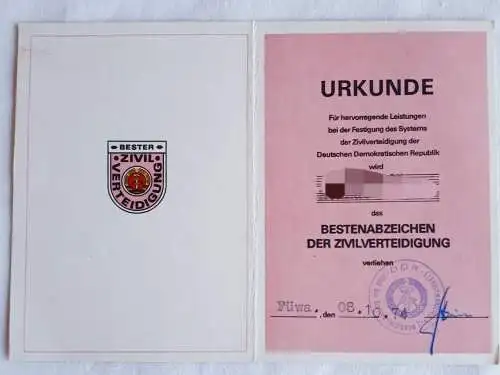 BESTER
ZIVIL
VERTEIDIGUNG
URKUNDE
Für hervorragende Leistungen
bei der Festigung des Systems
der Zivilverteidigung der
Deutschen Demokratischen Republik
wird
das
BESTENABZEICHEN
DER ZIVILVERTEIDIGUNG
verliehen
Füwa., den 08.10.74